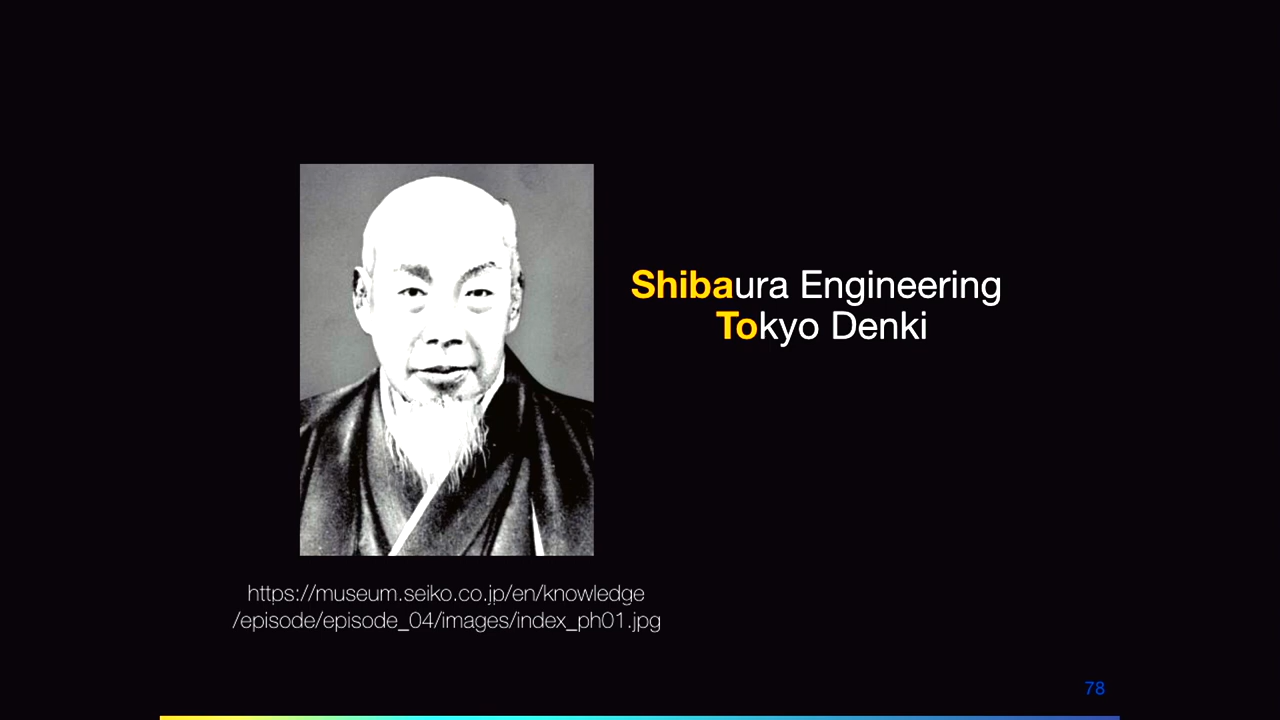 Shibaura Engineering
Tokyo Denki
https://museum.seiko.co.jp/en/knowledge
/episode/episode_04/images/index_ph01.jpg
78